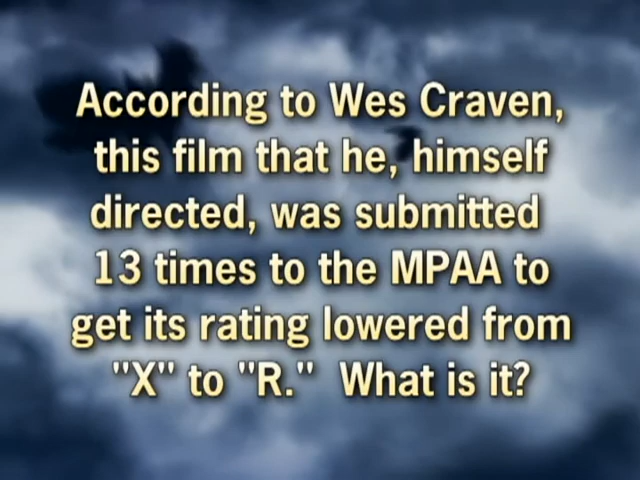 According to Wes Craven,
this film that he, himself
directed, was submitted
13 times to the MPAA to
get its rating lowered from
"X" to "R."  What is it?